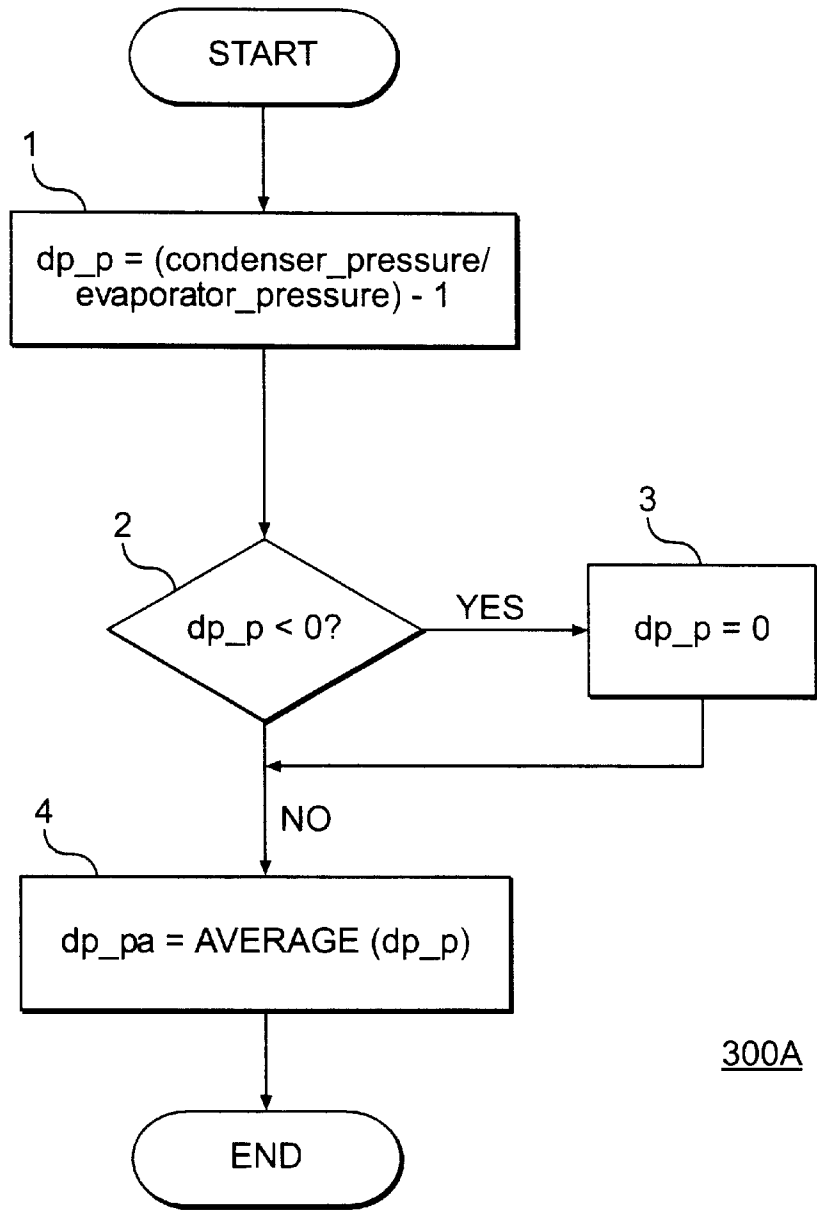 START
1
dp_p = (condenser_pressure/
evaporator_pressure) - 1
2
dp_p < 0?
YES
3
dp_p = 0
NO
4
dp_pa = AVERAGE (dp_p)
300A
END